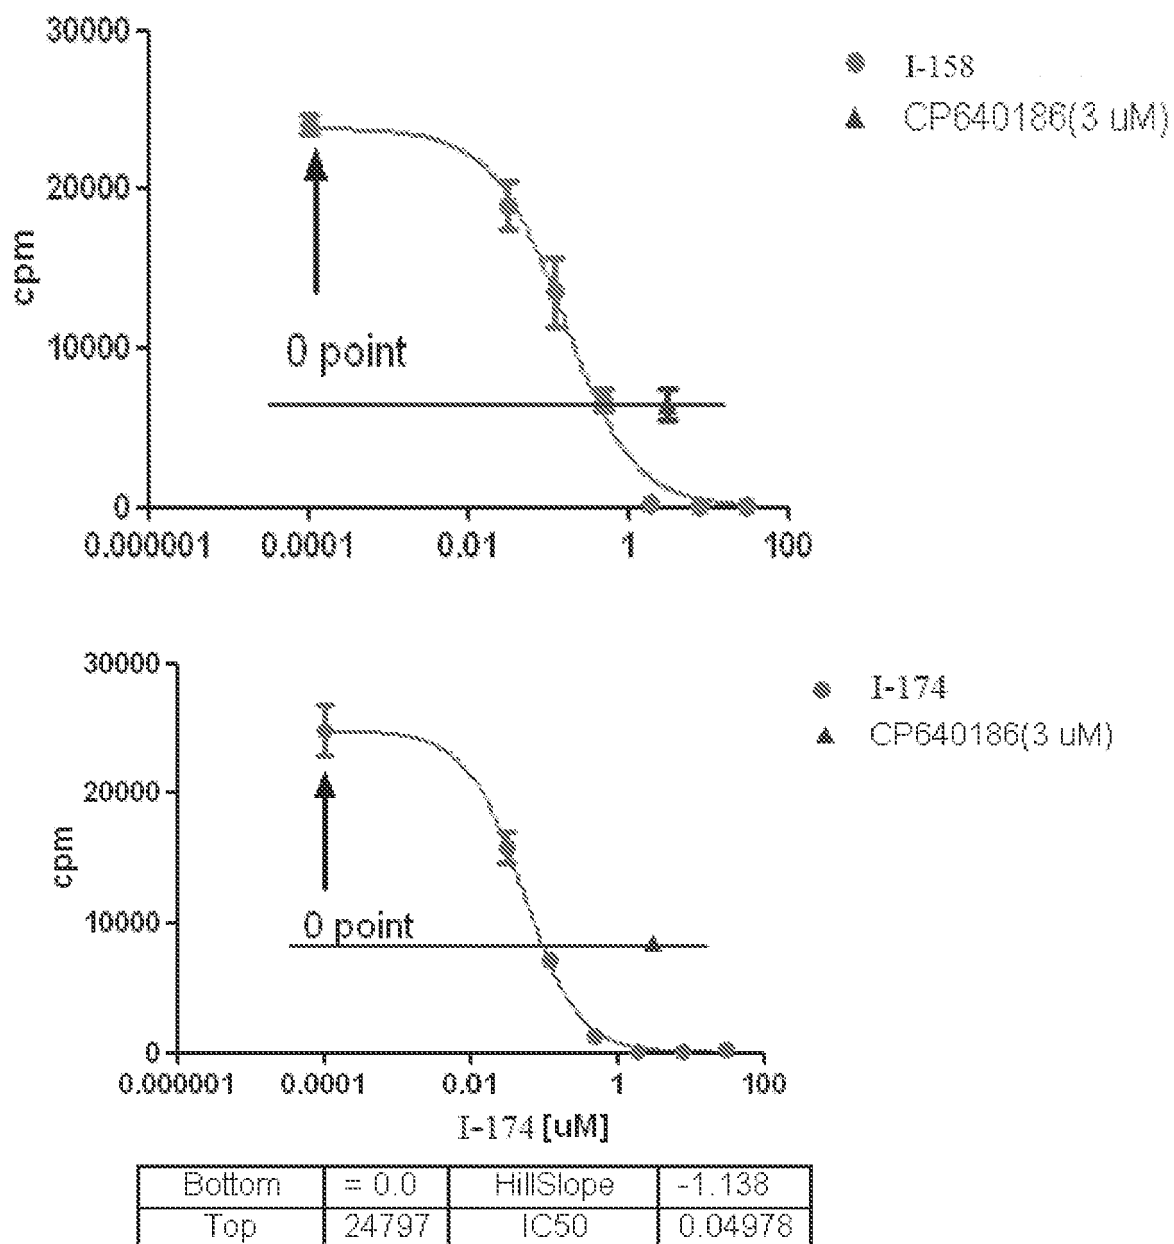 30000
I-158
CP640186(3 uM)
20000
cpm
0 point
10000
0
0.000001 0.0001 0.01 1 100
30000
I-174
CP640186(3 uM)
20000
cpm
10000
0 point
0
0.000001 0.0001 0.01 1 100
I-174 [uM]
Bottom = 0.0 HillSlope -1.138
Top 24797 IC50 0.04978